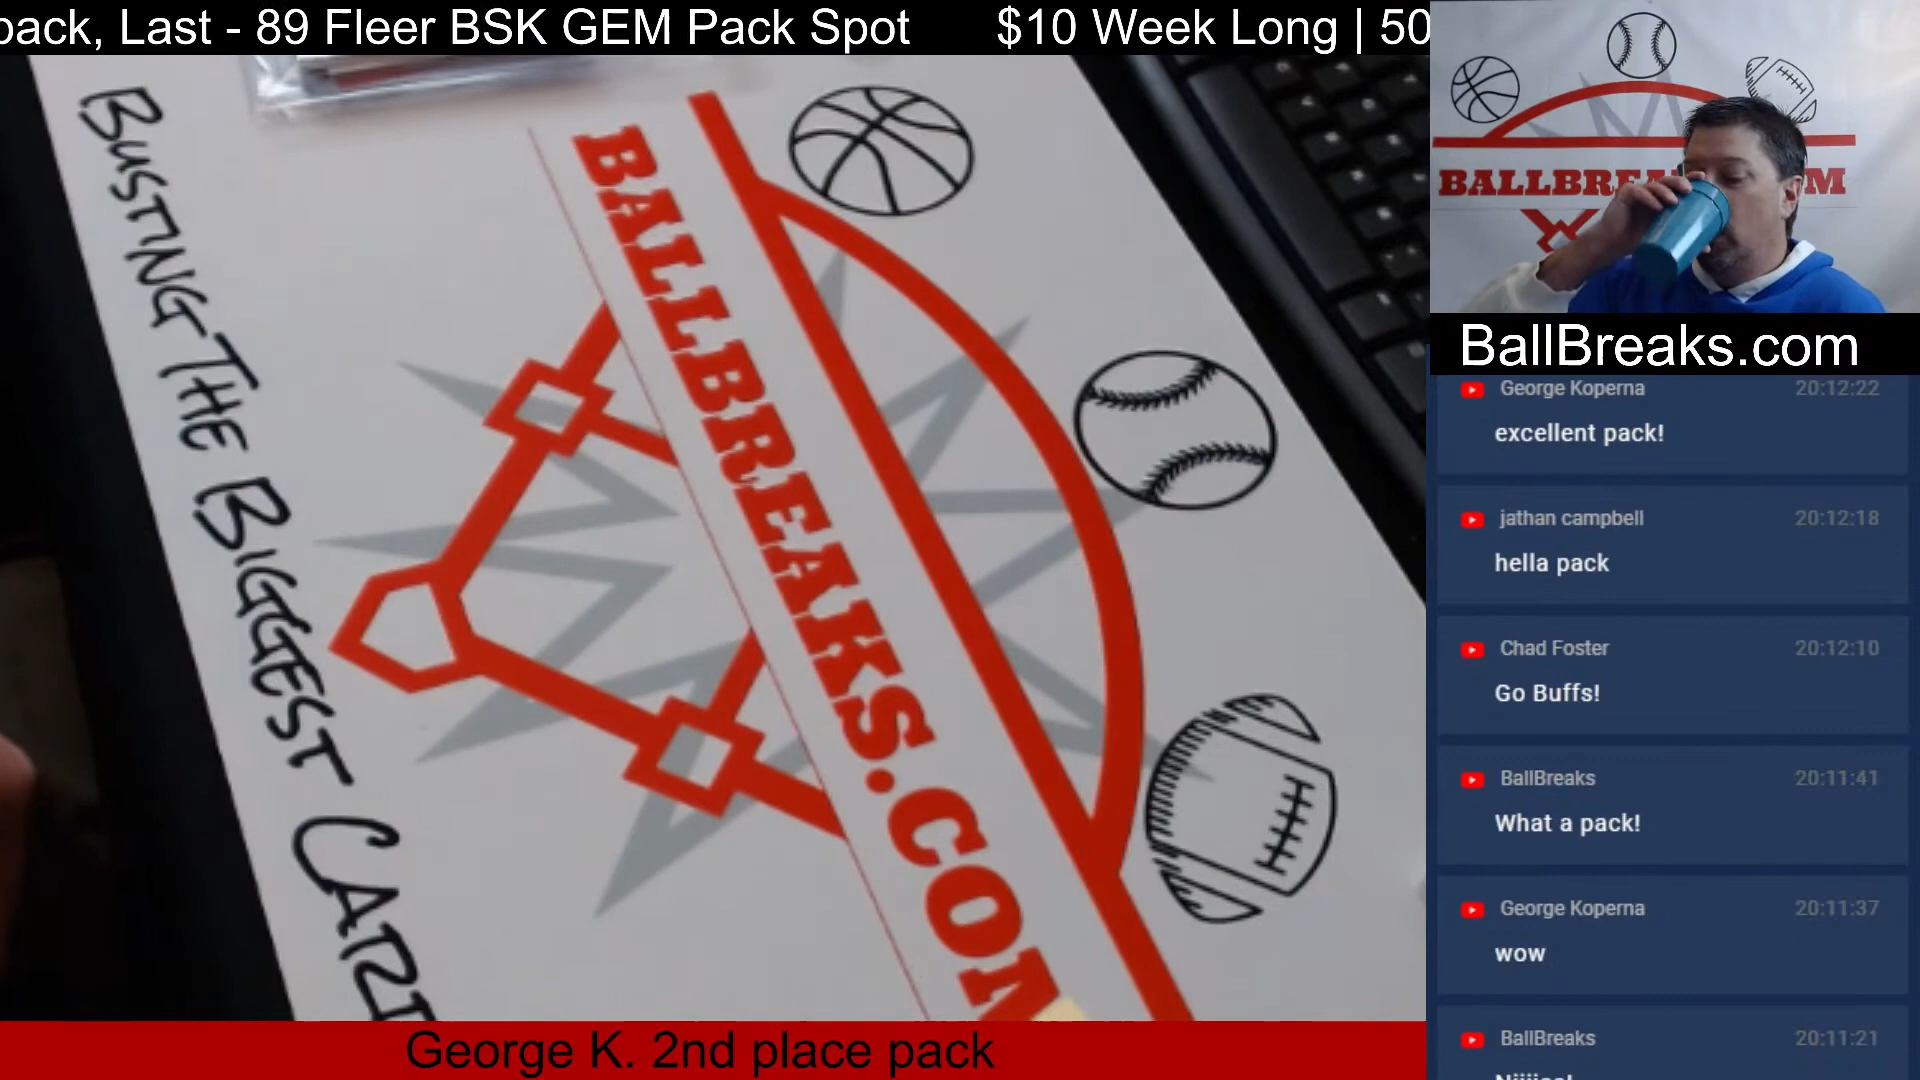 pack, Last - 89 Fleer BSK GEM Pack Spot $10 Week Long | 50
BUSTING THE BIGGEST CARD
BALLBREAKS.COM
BALLBREA M
BallBreaks.com
George Koperna 20:12:22
excellent pack!
jathan campbell 20:12:18
hella pack
Chad Foster 20:12:10
Go Buffs!
BallBreaks 20:11:41
What a pack!
George Koperna 20:11:37
wow
BallBreaks 20:11:21
George K. 2nd place pack